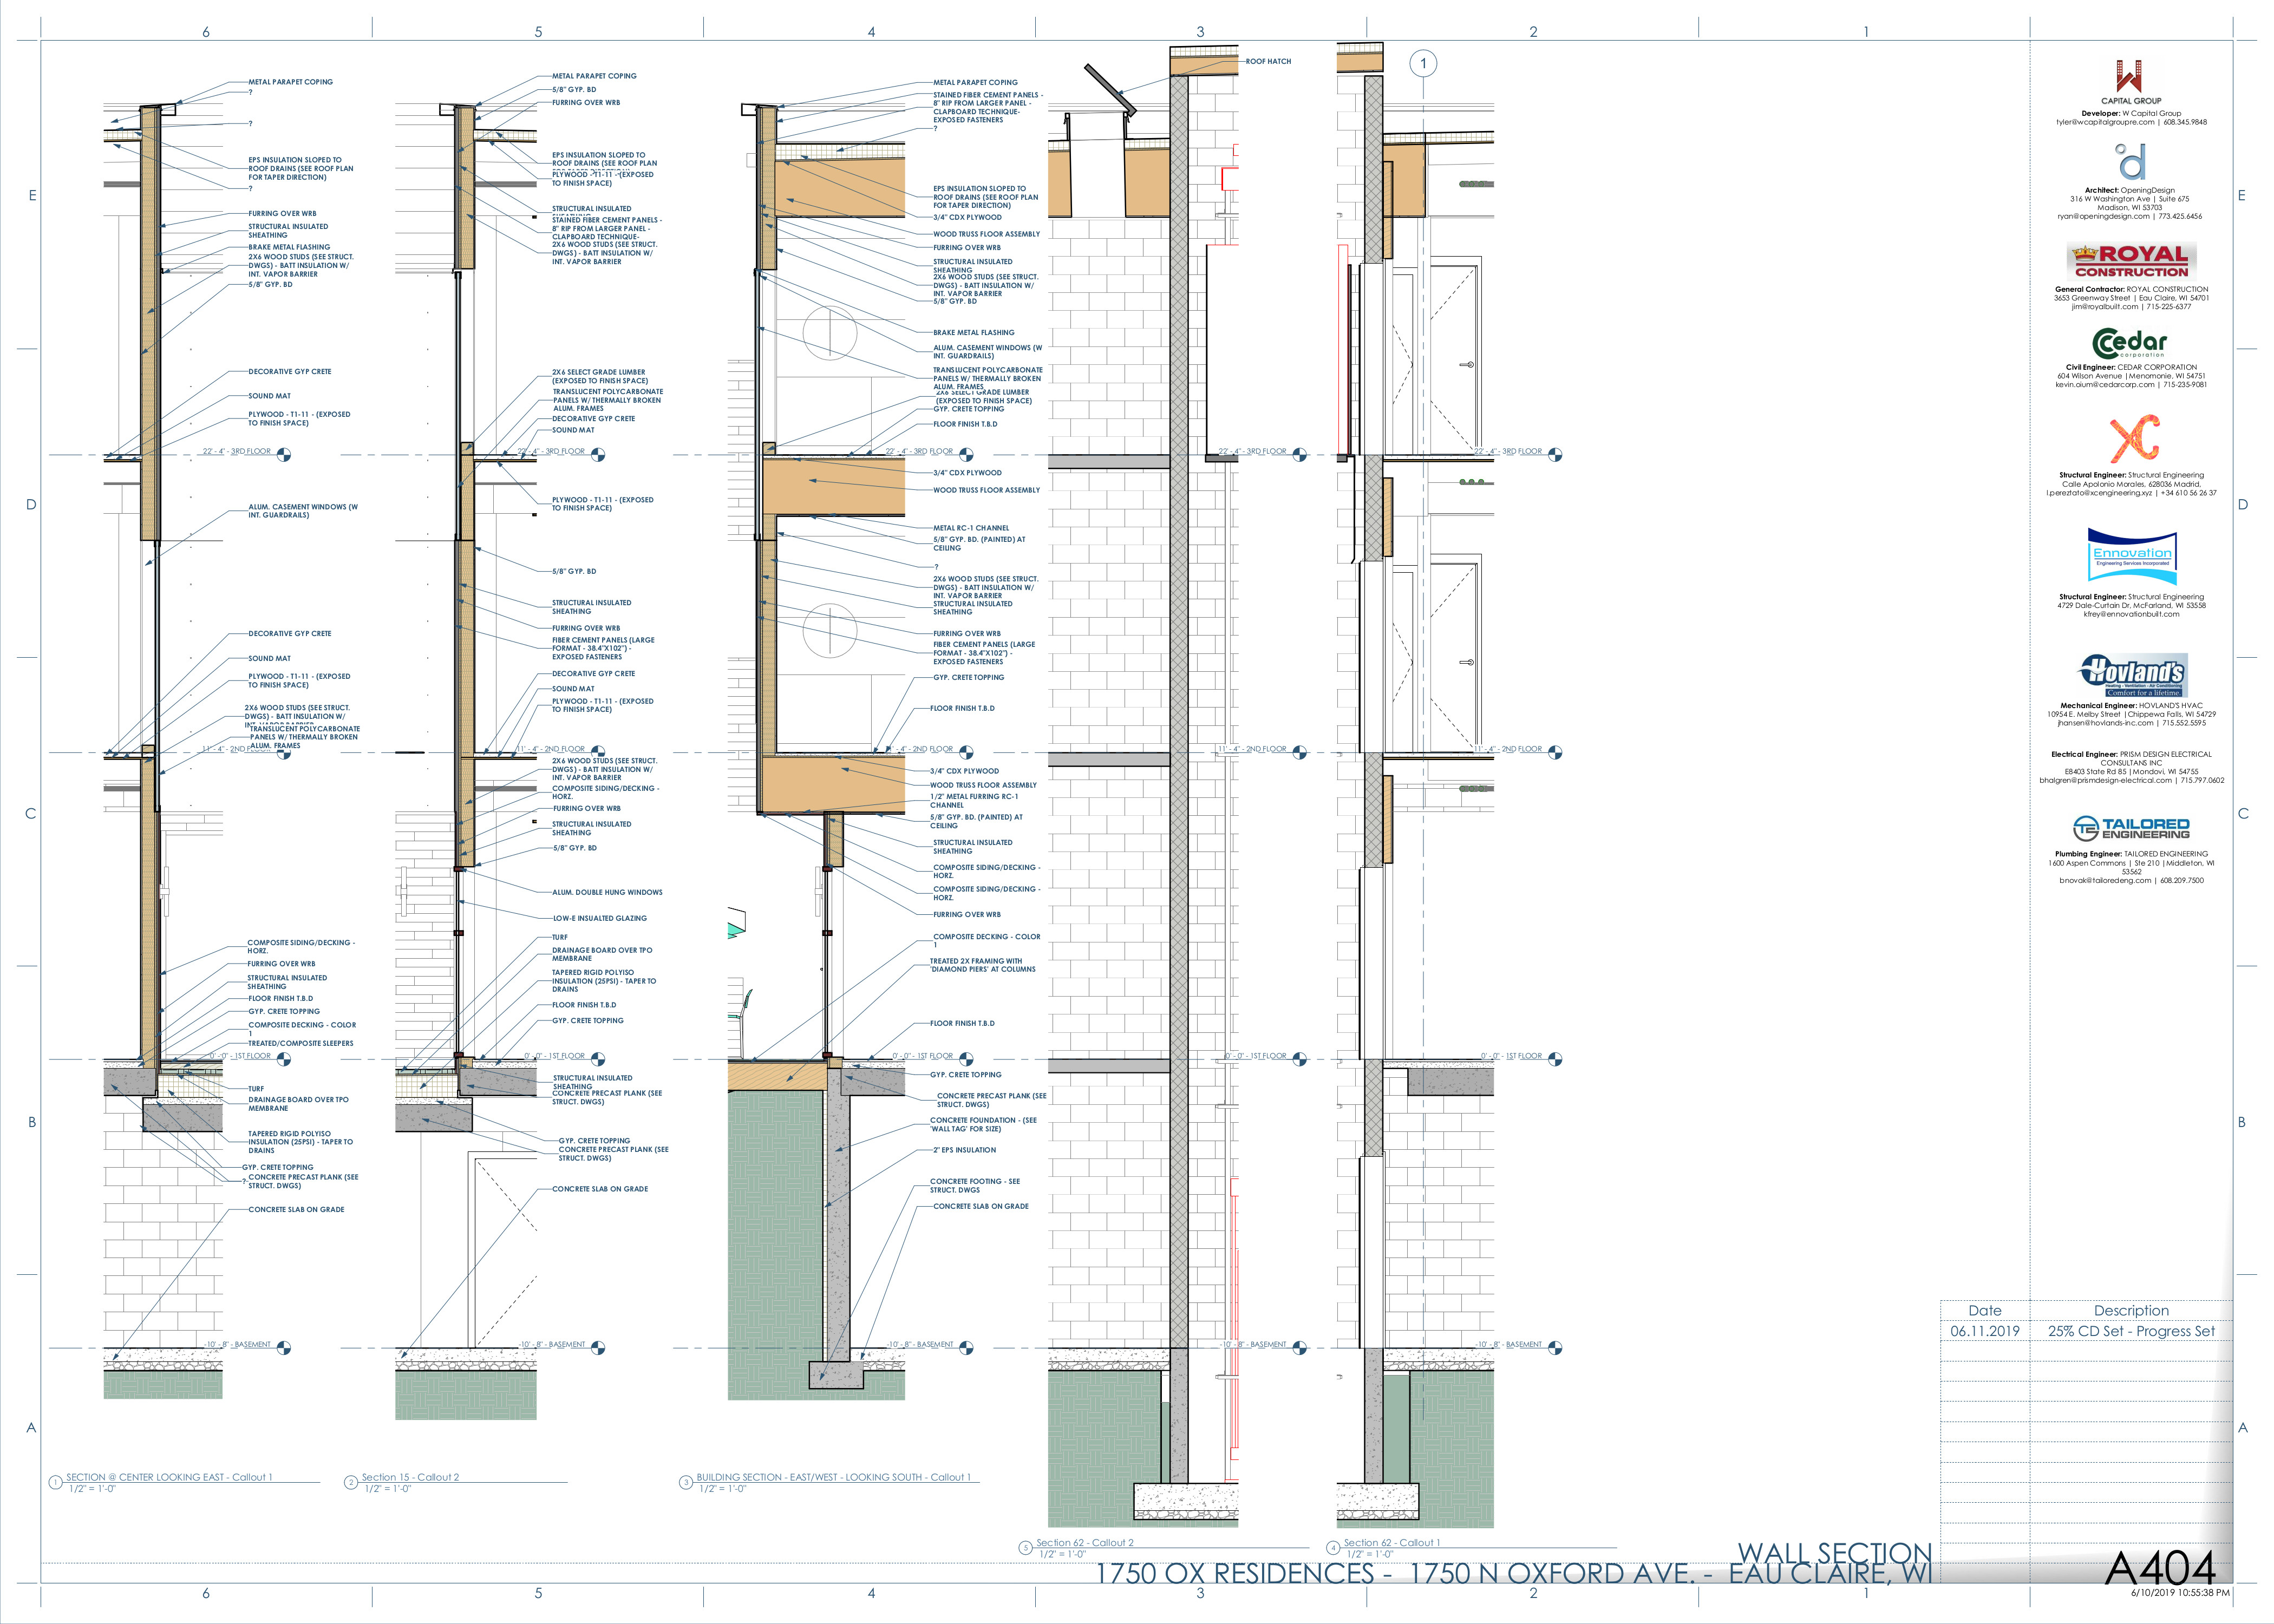 6
5
4
3
2
1
E
D
C
B
A
METAL PARAPET COPING
?
?
EPS INSULATION SLOPED TO
ROOF DRAINS (SEE ROOF PLAN
FOR TAPER DIRECTION)
?
FURRING OVER WRB
STRUCTURAL INSULATED
SHEATHING
BRAKE METAL FLASHING
2X6 WOOD STUDS (SEE STRUCT.
DWGS) - BATT INSULATION W/
INT. VAPOR BARRIER
5/8" GYP. BD
DECORATIVE GYP CRETE
SOUND MAT
PLYWOOD - T1-11 - (EXPOSED
TO FINISH SPACE)
22' - 4" - 3RD FLOOR
ALUM. CASEMENT WINDOWS (W
INT. GUARDRAILS)
DECORATIVE GYP CRETE
SOUND MAT
PLYWOOD - T1-11 - (EXPOSED
TO FINISH SPACE)
2X6 WOOD STUDS (SEE STRUCT.
DWGS) - BATT INSULATION W/
TRANSLUCENT POLYCARBONATE
PANELS W/ THERMALLY BROKEN
ALUM. FRAMES
11' - 4" - 2ND FLOOR
COMPOSITE SIDING/DECKING -
HORZ.
FURRING OVER WRB
STRUCTURAL INSULATED
SHEATHING
FLOOR FINISH T.B.D
GYP. CRETE TOPPING
COMPOSITE DECKING - COLOR
1
TREATED/COMPOSITE SLEEPERS
0' - 0" - 1ST FLOOR
TURF
DRAINAGE BOARD OVER TPO
MEMBRANE
TAPERED RIGID POLYISO
INSULATION (25PSI) - TAPER TO
DRAINS
GYP. CRETE TOPPING
?
CONCRETE PRECAST PLANK (SEE
STRUCT. DWGS)
CONCRETE SLAB ON GRADE
-10' - 8" - BASEMENT
1
SECTION @ CENTER LOOKING EAST - Callout 1
1/2" = 1'-0"
METAL PARAPET COPING
5/8" GYP. BD
FURRING OVER WRB
EPS INSULATION SLOPED TO
ROOF DRAINS (SEE ROOF PLAN
PLYWOOD - T1-11 - (EXPOSED
TO FINISH SPACE)
STRUCTURAL INSULATED
STAINED FIBER CEMENT PANELS -
8" RIP FROM LARGER PANEL -
CLAPBOARD TECHNIQUE-
2X6 WOOD STUDS (SEE STRUCT.
DWGS) - BATT INSULATION W/
INT. VAPOR BARRIER
2X6 SELECT GRADE LUMBER
(EXPOSED TO FINISH SPACE)
TRANSLUCENT POLYCARBONATE
PANELS W/ THERMALLY BROKEN
ALUM. FRAMES
DECORATIVE GYP CRETE
SOUND MAT
22' - 4" - 3RD FLOOR
PLYWOOD - T1-11 - (EXPOSED
TO FINISH SPACE)
5/8" GYP. BD
STRUCTURAL INSULATED
SHEATHING
FURRING OVER WRB
FIBER CEMENT PANELS (LARGE
FORMAT - 38.4"X102") -
EXPOSED FASTENERS
DECORATIVE GYP CRETE
SOUND MAT
PLYWOOD - T1-11 - (EXPOSED
TO FINISH SPACE)
11' - 4" - 2ND FLOOR
2X6 WOOD STUDS (SEE STRUCT.
DWGS) - BATT INSULATION W/
INT. VAPOR BARRIER
COMPOSITE SIDING/DECKING -
HORZ.
FURRING OVER WRB
STRUCTURAL INSULATED
SHEATHING
5/8" GYP. BD
ALUM. DOUBLE HUNG WINDOWS
LOW-E INSUALTED GLAZING
TURF
DRAINAGE BOARD OVER TPO
MEMBRANE
TAPERED RIGID POLYISO
INSULATION (25PSI) - TAPER TO
DRAINS
FLOOR FINISH T.B.D
GYP. CRETE TOPPING
0' - 0" - 1ST FLOOR
STRUCTURAL INSULATED
SHEATHING
CONCRETE PRECAST PLANK (SEE
STRUCT. DWGS)
GYP. CRETE TOPPING
CONCRETE PRECAST PLANK (SEE
STRUCT. DWGS)
CONCRETE SLAB ON GRADE
-10' - 8" - BASEMENT
2
Section 15 - Callout 2
1/2" = 1'-0"
METAL PARAPET COPING
STAINED FIBER CEMENT PANELS -
8" RIP FROM LARGER PANEL -
CLAPBOARD TECHNIQUE-
EXPOSED FASTENERS
?
EPS INSULATION SLOPED TO
ROOF DRAINS (SEE ROOF PLAN
FOR TAPER DIRECTION)
3/4" CDX PLYWOOD
WOOD TRUSS FLOOR ASSEMBLY
FURRING OVER WRB
STRUCTURAL INSULATED
SHEATHING
2X6 WOOD STUDS (SEE STRUCT.
DWGS) - BATT INSULATION W/
INT. VAPOR BARRIER
5/8" GYP. BD
BRAKE METAL FLASHING
ALUM. CASEMENT WINDOWS (W
INT. GUARDRAILS)
TRANSLUCENT POLYCARBONATE
PANELS W/ THERMALLY BROKEN
ALUM. FRAMES
2X6 SELECT GRADE LUMBER
(EXPOSED TO FINISH SPACE)
GYP. CRETE TOPPING
FLOOR FINISH T.B.D
22' - 4" - 3RD FLOOR
3/4" CDX PLYWOOD
WOOD TRUSS FLOOR ASSEMBLY
METAL RC-1 CHANNEL
5/8" GYP. BD. (PAINTED) AT
CEILING
?
2X6 WOOD STUDS (SEE STRUCT.
DWGS) - BATT INSULATION W/
INT. VAPOR BARRIER
STRUCTURAL INSULATED
SHEATHING
FURRING OVER WRB
FIBER CEMENT PANELS (LARGE
FORMAT - 38.4"X102") -
EXPOSED FASTENERS
GYP. CRETE TOPPING
FLOOR FINISH T.B.D
- 4" - 2ND FLOOR
3/4" CDX PLYWOOD
WOOD TRUSS FLOOR ASSEMBLY
1/2" METAL FURRING RC-1
CHANNEL
5/8" GYP. BD. (PAINTED) AT
CEILING
STRUCTURAL INSULATED
SHEATHING
COMPOSITE SIDING/DECKING -
HORZ.
COMPOSITE SIDING/DECKING -
HORZ.
FURRING OVER WRB
COMPOSITE DECKING - COLOR
1
TREATED 2X FRAMING WITH
'DIAMOND PIERS' AT COLUMNS
FLOOR FINISH T.B.D
0' - 0" - 1ST FLOOR
GYP. CRETE TOPPING
CONCRETE PRECAST PLANK (SEE
STRUCT. DWGS)
CONCRETE FOUNDATION - (SEE
'WALL TAG' FOR SIZE)
2" EPS INSULATION
CONCRETE FOOTING - SEE
STRUCT. DWGS
CONCRETE SLAB ON GRADE
-10' - 8" - BASEMENT
3
BUILDING SECTION - EAST/WEST - LOOKING SOUTH - Callout 1
1/2" = 1'-0"
ROOF HATCH
22' - 4" - 3RD FLOOR
11' - 4" - 2ND FLOOR
0' - 0" - 1ST FLOOR
-10' - 8" - BASEMENT
5
Section 62 - Callout 2
1/2" = 1'-0"
1
22' - 4" - 3RD FLOOR
11' - 4" - 2ND FLOOR
0' - 0" - 1ST FLOOR
-10' - 8" - BASEMENT
4
Section 62 - Callout 1
1/2" = 1'-0"
W
CAPITAL GROUP
Developer: W Capital Group
tyler@wcapitalgroupre.com | 608.345.9848
Architect: OpeningDesign
316 W Washington Ave | Suite 675
Madison, WI 53703
ryan@openingdesign.com | 773.425.6456
ROYAL
CONSTRUCTION
General Contractor: ROYAL CONSTRUCTION
3653 Greenway Street | Eau Claire, WI 54701
jim@royalbuilt.com | 715-225-6377
Cedar
corporation
Civil Engineer: CEDAR CORPORATION
604 Wilson Avenue |Menomonie, WI 54751
kevin.oium@cedarcorp.com | 715-235-9081
XC
Structural Engineer: Structural Engineering
Calle Apolonio Morales, 628036 Madrid,
l.pereztato@xcengineering.xyz | +34 610 56 26 37
Ennovation
Engineering Services Incorporated
Structural Engineer: Structural Engineering
4729 Dale-Curtain Dr, McFarland, WI 53558
kfrey@ennovationbuilt.com
Hovland's
Heating - Ventilation - Air Conditioning
Comfort for a lifetime.
Mechanical Engineer: HOVLAND'S HVAC
10954 E. Melby Street |Chippewa Falls, WI 54729
jhansen@hovlands-inc.com | 715.552.5595
Electrical Engineer: PRISM DESIGN ELECTRICAL
CONSULTANS INC
E8403 State Rd 85 |Mondovi, WI 54755
bhalgren@prismdesign-electrical.com | 715.797.0602
TE TAILORED
ENGINEERING
Plumbing Engineer: TAILORED ENGINEERING
1600 Aspen Commons | Ste 210 |Middleton, WI
53562
bnovak@tailoredeng.com | 608.209.7500
Date
Description
06.11.2019
25% CD Set - Progress Set
WALL SECTION
1750 OX RESIDENCES - 1750 N OXFORD AVE. - EAU CLAIRE, WI
A404
6/10/2019 10:55:38 PM
E
D
C
B
A
6
5
4
3
2
1